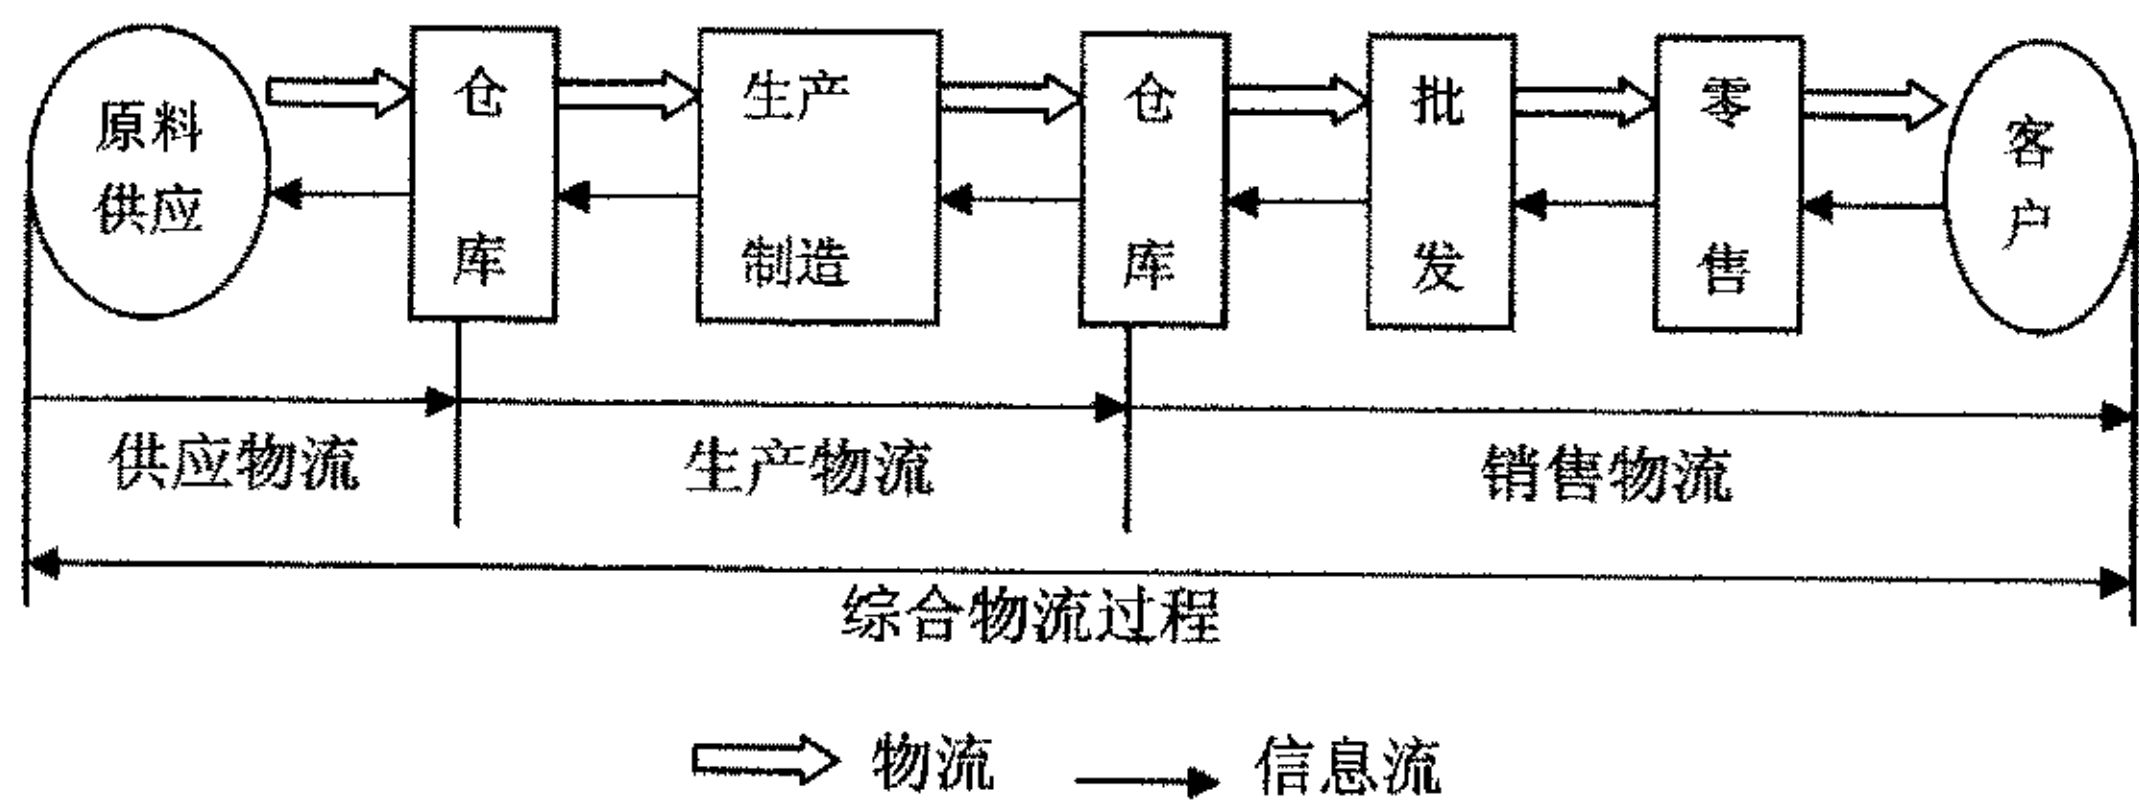 原料
供应
仓
库
生产
制造
仓
库
批
发
零
售
客
户
供应物流
生产物流
销售物流
综合物流过程
物流
信息流